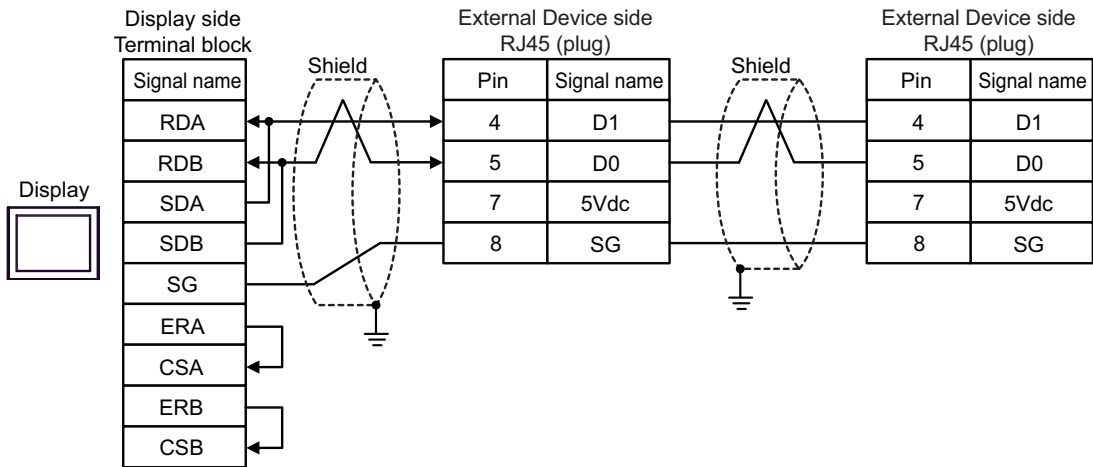 Display side
Terminal block
External Device side
RJ45 (plug)
External Device side
RJ45 (plug)
Shield
Shield
Signal name
Pin
Signal name
Pin
Signal name
RDA
4
D1
4
D1
RDB
5
D0
5
D0
Display
SDA
7
5Vdc
7
5Vdc
SDB
8
SG
8
SG
SG
ERA
CSA
ERB
CSB